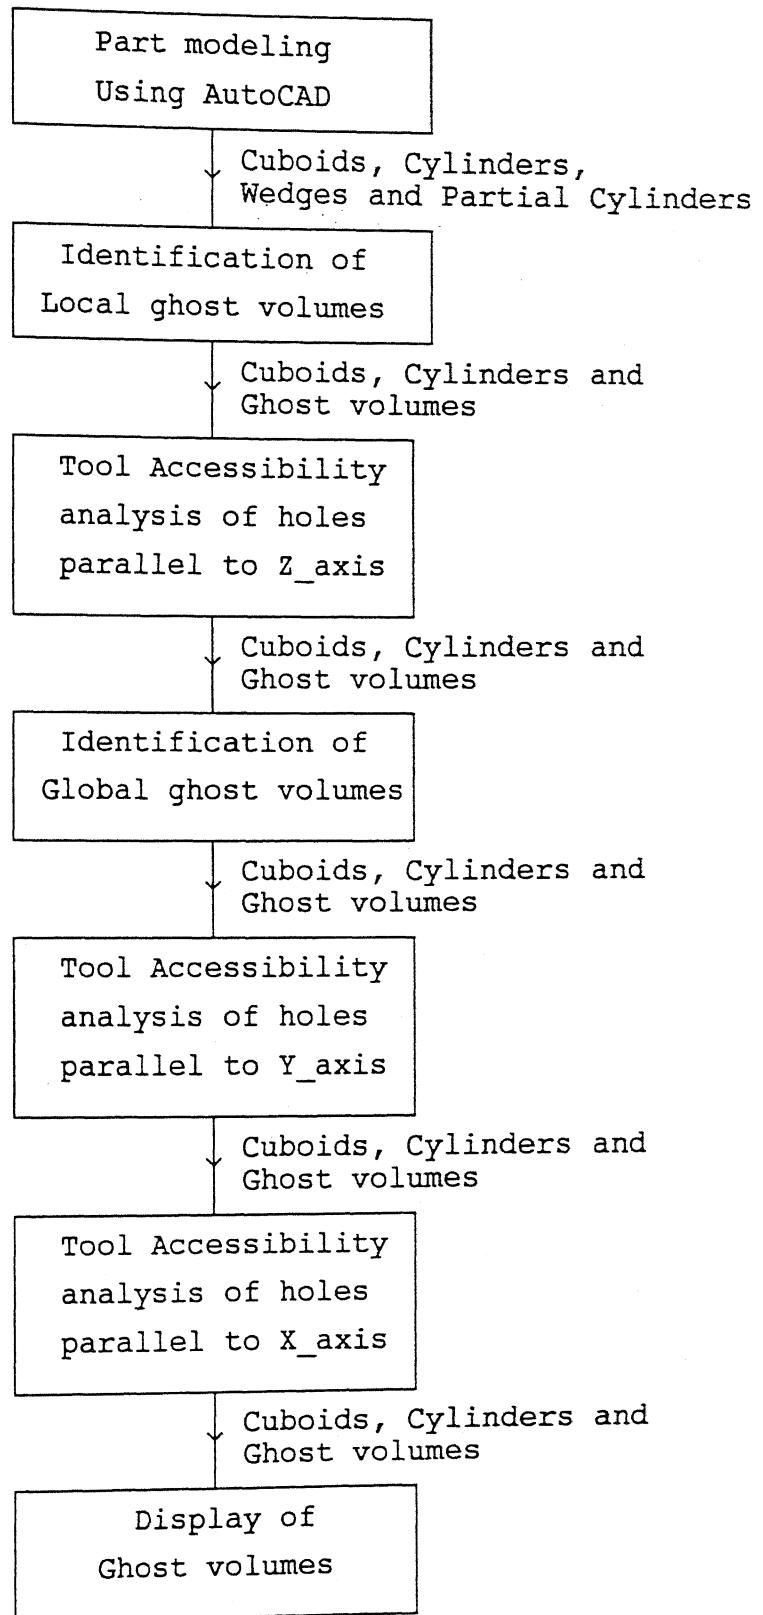 Part modeling
Using AutoCAD
Cuboids, Cylinders,
Wedges and Partial Cylinders
Identification of
Local ghost volumes
Cuboids, Cylinders and
Ghost volumes
Tool Accessibility
analysis of holes
parallel to Z_axis
Cuboids, Cylinders and
Ghost volumes
Identification of
Global ghost volumes
Cuboids, Cylinders and
Ghost volumes
Tool Accessibility
analysis of holes
parallel to Y_axis
Cuboids, Cylinders and
Ghost volumes
Tool Accessibility
analysis of holes
parallel to X_axis
Cuboids, Cylinders and
Ghost volumes
Display of
Ghost volumes